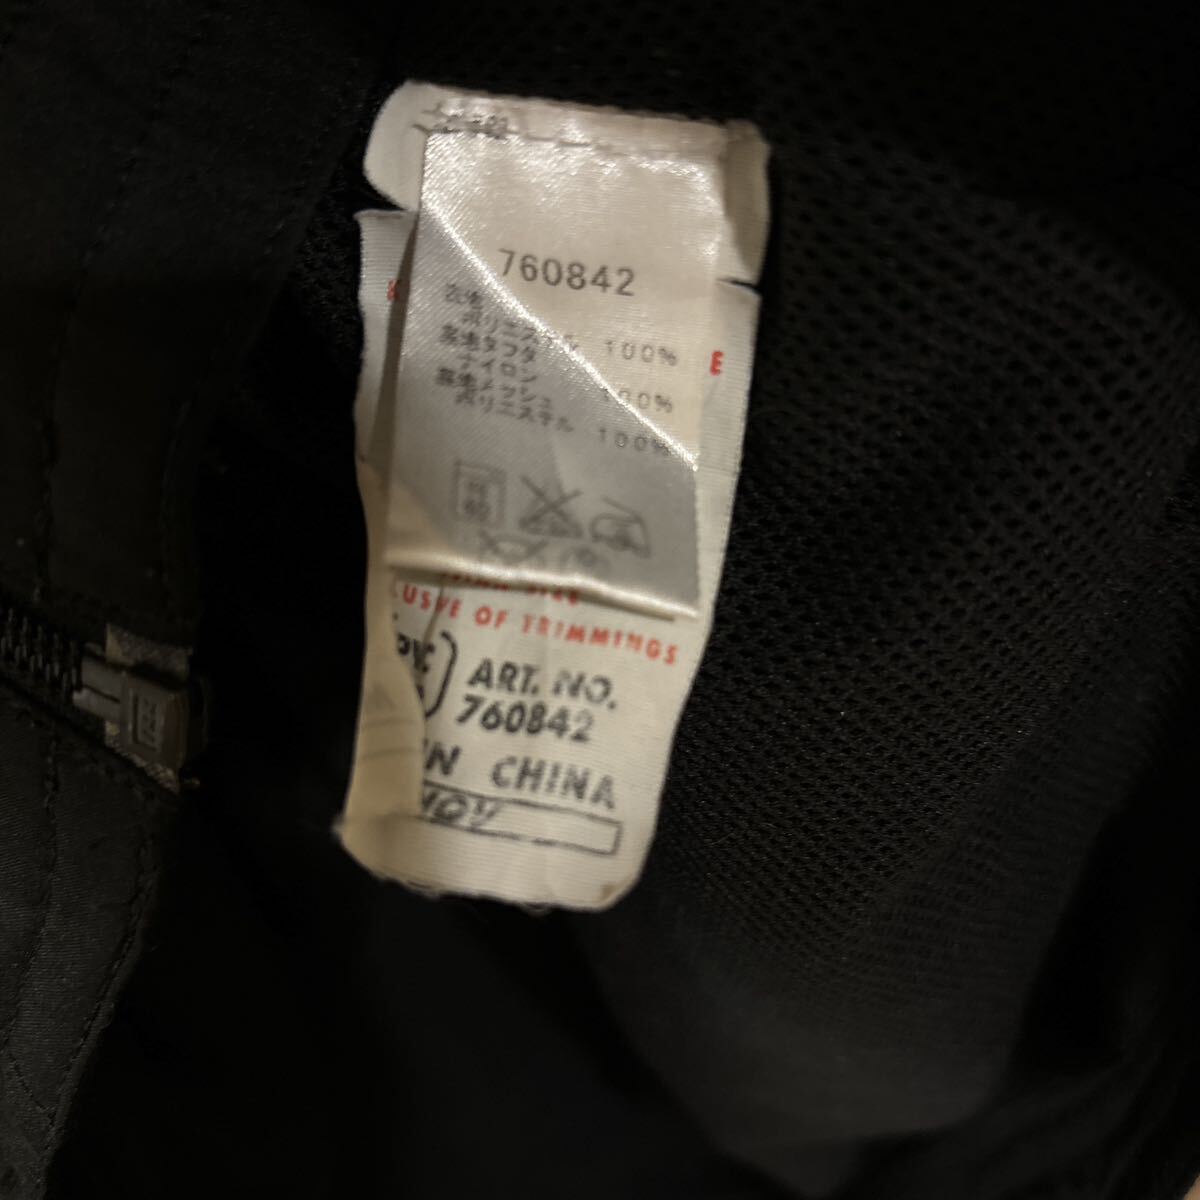 760842
表地
ポリエステル 100%
裏地タフタ
ナイロン 100%
裏地メッシュ
ポリエステル 100%
E
CLUSIVE OF TRIMMINGS
ART. NO.
760842
IN CHINA